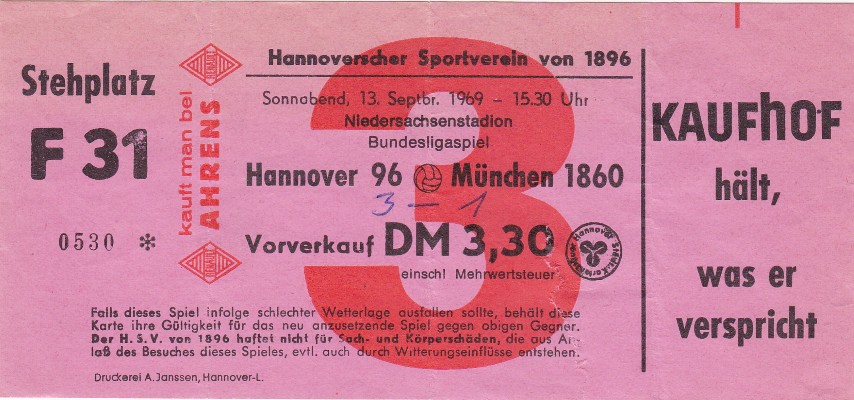 Stehplatz
F 31
0530 *
kauft man bei
AHRENS
Hannoverscher Sportverein von 1896
Sonnabend, 13. Septbr. 1969 - 15.30 Uhr
Niedersachsenstadion
Bundesligaspiel
Hannover 96 München 1860
3 - 1
Vorverkauf DM 3,30
einschl Mehrwertsteuer
3
Falls dieses Spiel infolge schlechter Wetterlage ausfallen sollte, behält diese
Karte ihre Gültigkeit für das neu anzusetzende Spiel gegen obigen Gegner.
Der H. S. V. von 1896 haftet nicht für Sach- und Körperschäden, die aus An-
laß des Besuches dieses Spieles, evtl. auch durch Witterungseinflüsse entstehen.
Druckerei A. Janssen, Hannover-L.
KAUFHOF
hält,
was er
verspricht